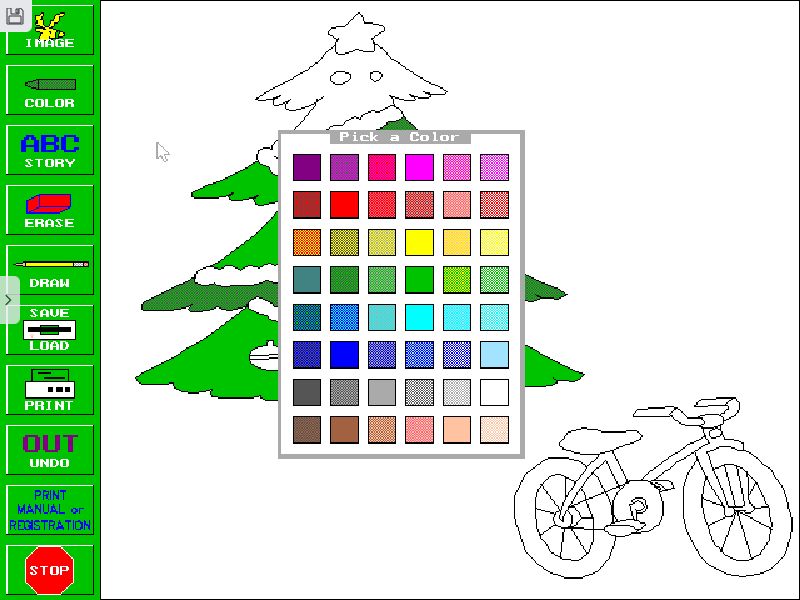 IMAGE
COLOR
ABC
STORY
ERASE
DRAW
SAVE
LOAD
PRINT
OUT
UNDO
PRINT
MANUAL or
REGISTRATION
STOP
Pick a Color